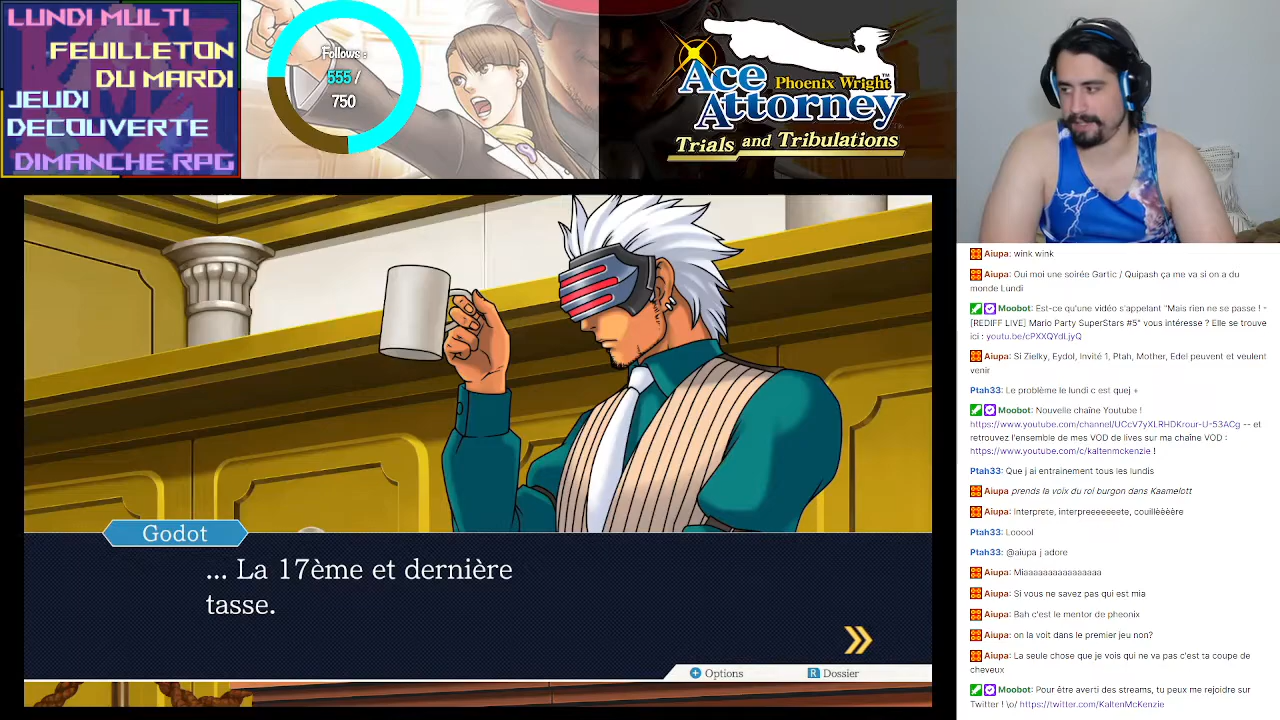 LUNDI MULTI
FEUILLETON
DU MARDI
JEUDI
DECOUVERTE
DIMANCHE RPG
Follows :
555 /
750
Phoenix Wright
Ace
Attorney
Trials and Tribulations
Godot
... La 17ème et dernière
tasse.
Options
R Dossier
Aiupa: wink wink
Aiupa: Oui moi une soirée Gartic / Quipash ça me va si on a du
monde Lundi
Moobot: Est-ce qu'une vidéo s'appelant "Mais rien ne se passe ! -
[REDIFF LIVE] Mario Party SuperStars #5" vous intéresse ? Elle se trouve
ici : youtu.be/cPXXQYdLjyQ
Aiupa: Si Zielky, Eydol, Invité 1, Ptah, Mother, Edel peuvent et veulent
venir
Ptah33: Le problème le lundi c est quej +
Moobot: Nouvelle chaîne Youtube !
https://www.youtube.com/channel/UCcV7yXLRHDKrour-U-53ACg -- et
retrouvez l'ensemble de mes VOD de lives sur ma chaîne VOD :
https://www.youtube.com/c/kaltenmckenzie !
Ptah33: Que j ai entrainement tous les lundis
Aiupa prends la voix du roi burgon dans Kaamelott
Aiupa: Interprete, interpreeeeeete, couillèèèère
Ptah33: Looool
Ptah33: @aiupa j adore
Aiupa: Miaaaaaaaaaaaaaaa
Aiupa: Si vous ne savez pas qui est mia
Aiupa: Bah c'est le mentor de pheonix
Aiupa: on la voit dans le premier jeu non?
Aiupa: La seule chose que je vois qui ne va pas c'est ta coupe de
cheveux
Moobot: Pour être averti des streams, tu peux me rejoindre sur
Twitter ! \o/ https://twitter.com/KaltenMcKenzie